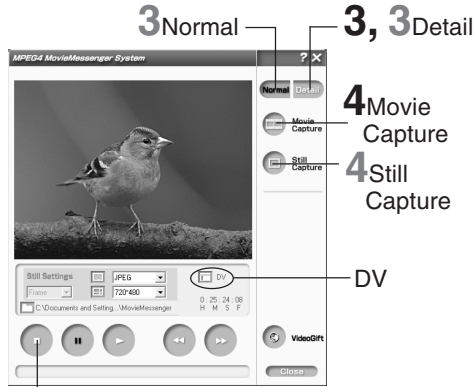 3Normal
3, 3Detail
MPEG4 MovieMessenger System ? ×
Normal Detail
Movie Capture
4Movie Capture
Still Capture
4Still Capture
Still Settings JPEG DV
DV
Frame 720*480
0 : 25 : 24 : 08
C:\Documents and Setting...\MovieMessenger H M S F
VideoGift
Close